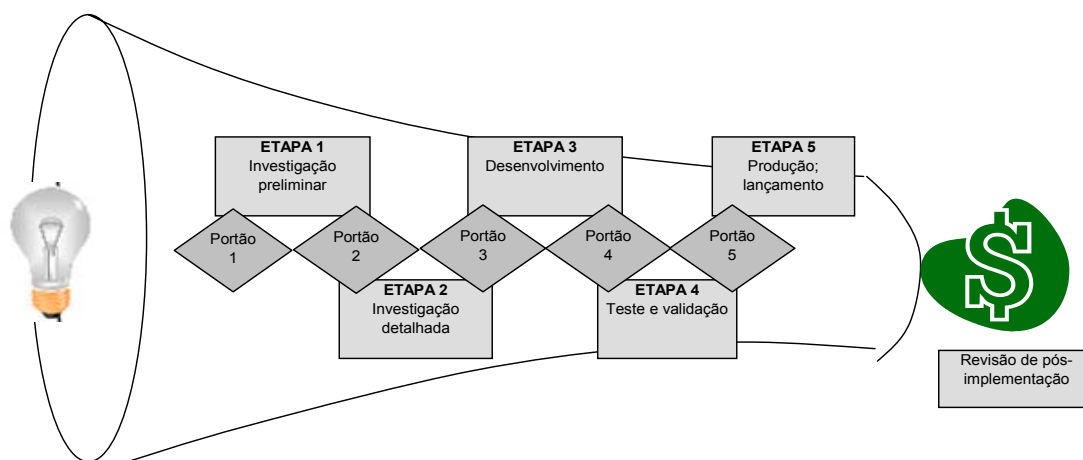 ETAPA 1
Investigação
preliminar
ETAPA 3
Desenvolvimento
ETAPA 5
Produção;
lançamento
Portão
1
Portão
2
Portão
3
Portão
4
Portão
5
ETAPA 2
Investigação
detalhada
ETAPA 4
Teste e validação
$
Revisão de pós-
implementação